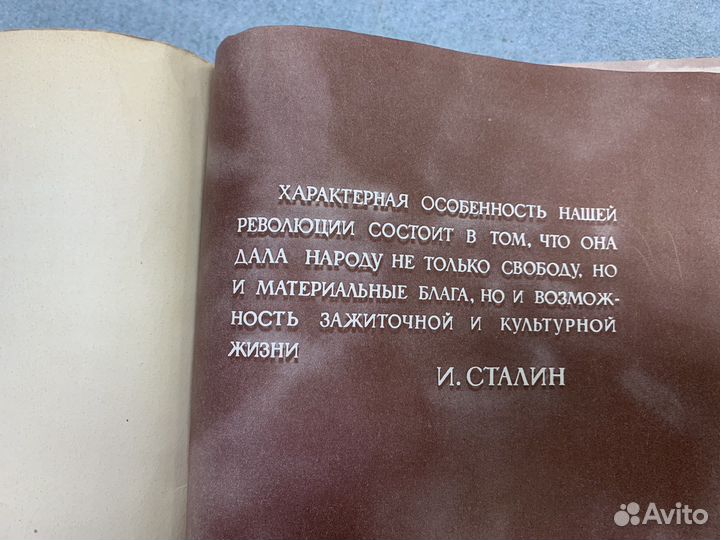 ХАРАКТЕРНАЯ ОСОБЕННОСТЬ НАШЕЙ
РЕВОЛЮЦИИ СОСТОИТ В ТОМ, ЧТО ОНА
ДАЛА НАРОДУ НЕ ТОЛЬКО СВОБОДУ, НО
И МАТЕРИАЛЬНЫЕ БЛАГА, НО И ВОЗМОЖ-
НОСТЬ ЗАЖИТОЧНОЙ И КУЛЬТУРНОЙ
ЖИЗНИ
И. СТАЛИН
Avito